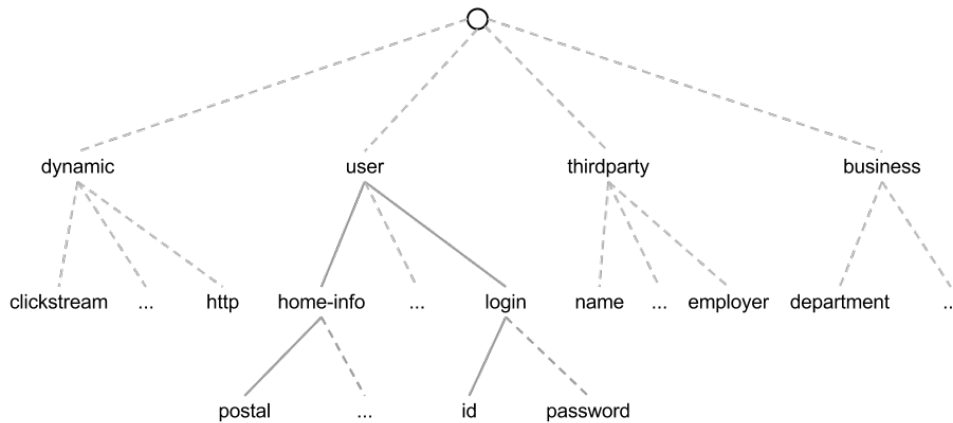 dynamic user thirdparty business
clickstream ... http home-info ... login name ... employer department ..
postal ... id password